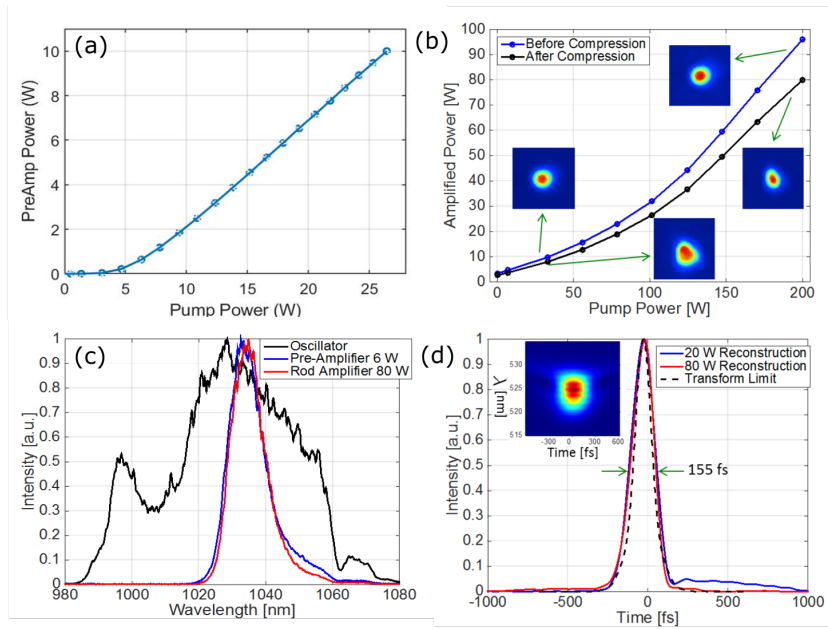 (a)
10
8
6
4
2
0
PreAmp Power (W)
0 5 10 15 20 25
Pump Power (W)
(b)
Before Compression
After Compression
100
90
80
70
60
50
40
30
20
10
0
Amplified Power [W]
0 50 100 150 200
Pump Power [W]
(c)
Oscillator
Pre-Amplifier 6 W
Rod Amplifier 80 W
1
0.9
0.8
0.7
0.6
0.5
0.4
0.3
0.2
0.1
0
Intensity [a.u.]
980 1000 1020 1040 1060 1080
Wavelength [nm]
(d)
20 W Reconstruction
80 W Reconstruction
Transform Limit
535
530
525
520
515
λ
[nm]
-300 0 300 600
Time [fs]
155 fs
1
0.9
0.8
0.7
0.6
0.5
0.4
0.3
0.2
0.1
0
Intensity [a.u.]
-1000 -500 0 500 1000
Time [fs]